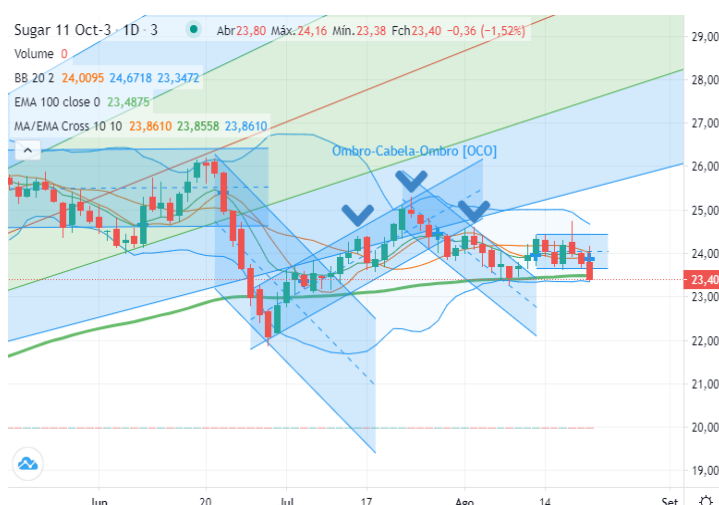 Sugar 11 Oct-3 · 1D · 3 Abr23,80 Máx.24,16 Mín.23,38 Fch23,40 −0,36 (−1,52%)
Volume 0
BB 20 2 24,0095 24,6718 23,3472
EMA 100 close 0 23,4875
MA/EMA Cross 10 10 23,8610 23,8558 23,8610
Ombro-Cabela-Ombro [OCO]
29,00
28,00
27,00
26,00
25,00
24,00
23,40
23,00
22,00
21,00
20,00
19,00
Jun 20 Jul 17 Ago 14 Set